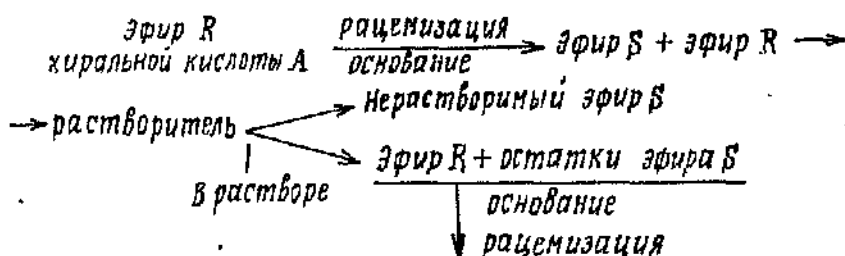 Эфир R
хиральной кислоты А
рацемизация
основание
Эфир S + эфир R
растворитель
Нерастворимый эфир S
Эфир R + остатки эфира S
В растворе
основание
рацемизация